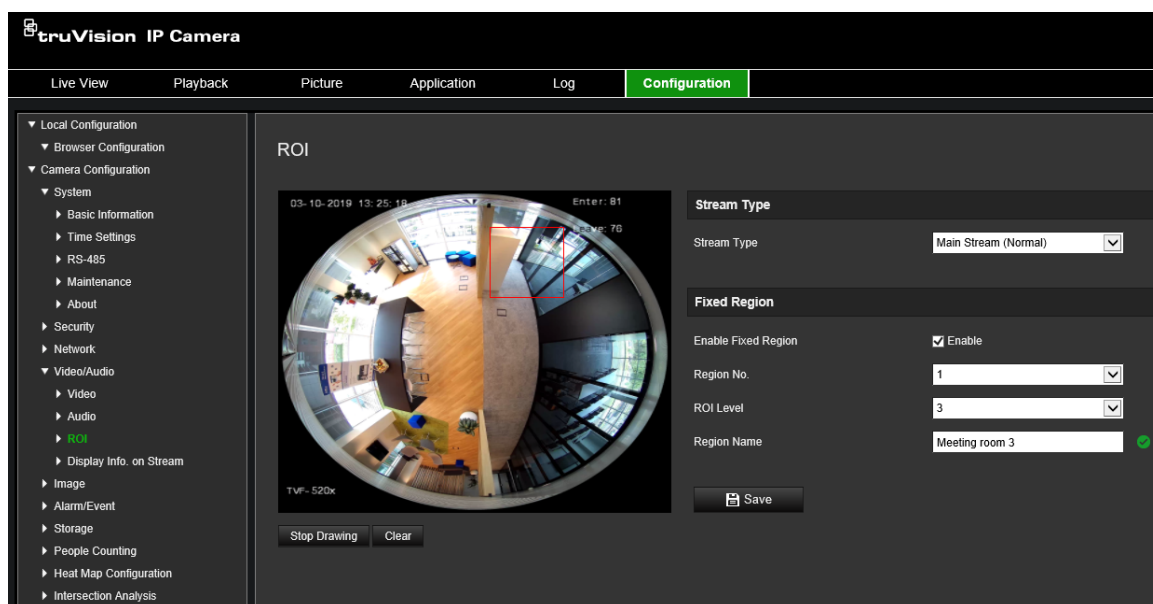 truVision IP Camera
Live View Playback Picture Application Log Configuration
Local Configuration
Browser Configuration
Camera Configuration
System
Basic Information
Time Settings
RS-485
Maintenance
About
Security
Network
Video/Audio
Video
Audio
ROI
Display Info. on Stream
Image
Alarm/Event
Storage
People Counting
Heat Map Configuration
Intersection Analysis
ROI
03-10-2019 13:25:18 Enter: 81
Leave: 76
TVF-520x
Stop Drawing Clear
Stream Type
Stream Type Main Stream (Normal)
Fixed Region
Enable Fixed Region Enable
Region No. 1
ROI Level 3
Region Name Meeting room 3
Save